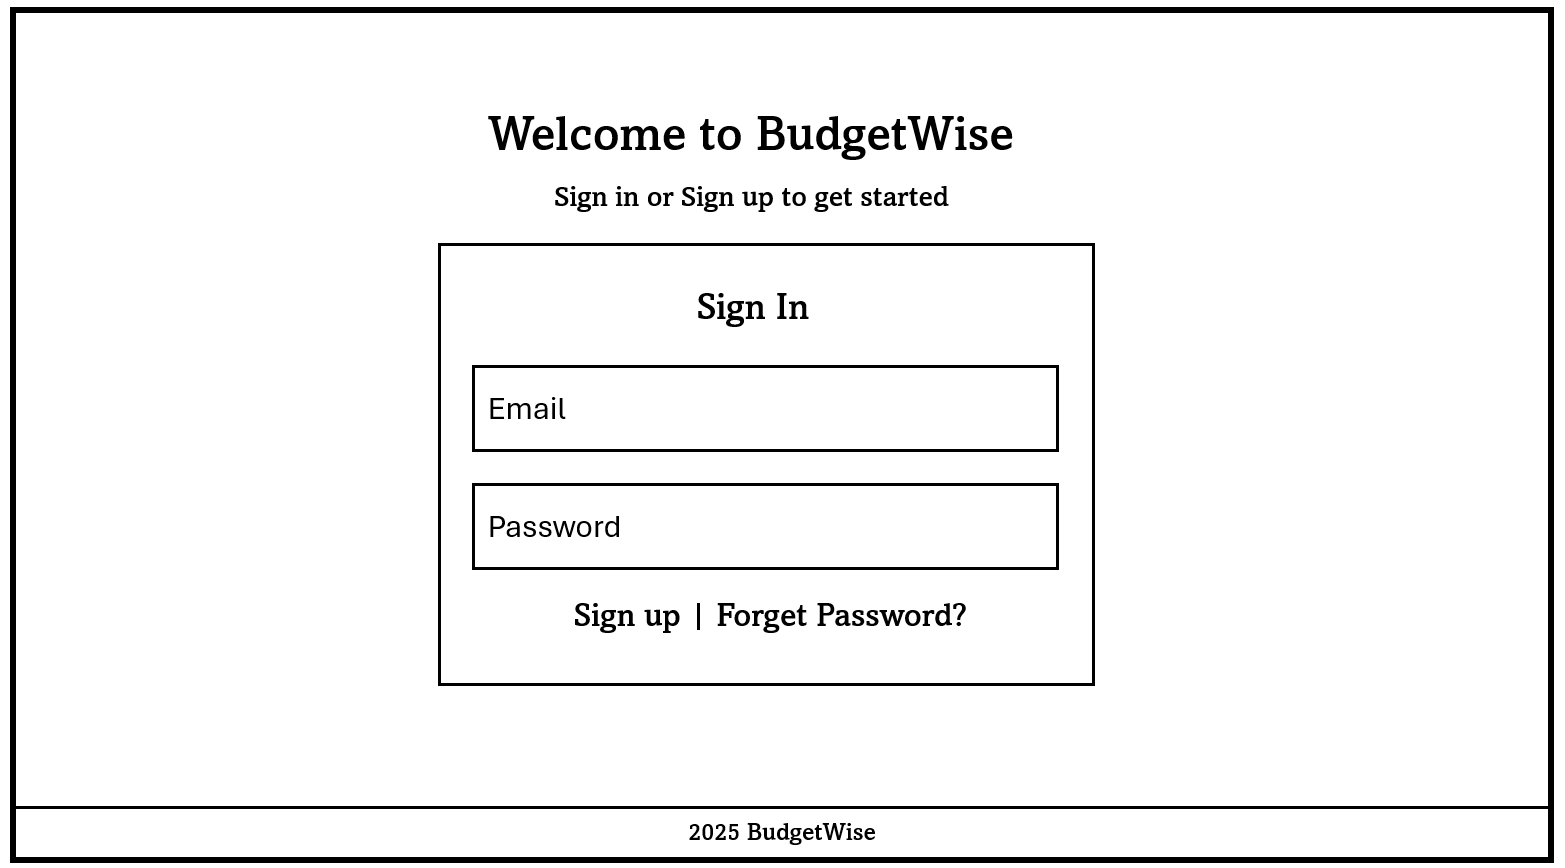 Welcome to BudgetWise
Sign in or Sign up to get started
Sign In
Email
Password
Sign up | Forget Password?
2025 BudgetWise